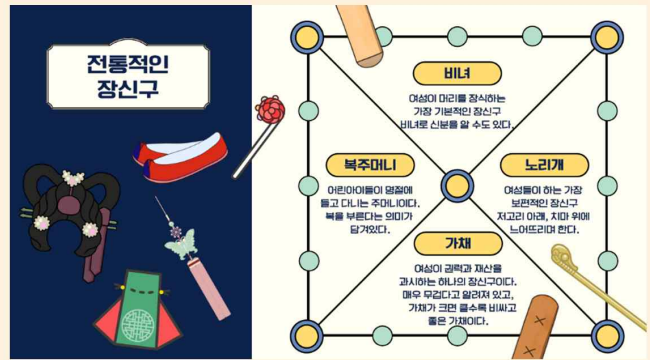 전통적인
장신구
비녀
여성이 머리를 장식하는
가장 기본적인 장신구
비녀로 신분을 알 수도 있다.
복주머니
어린아이들이 명절에
들고 다니는 주머니이다.
복을 부른다는 의미가
담겨있다.
노리개
여성들이 하는 가장
보편적인 장신구
저고리 아래, 치마 위에
느어뜨리며 한다.
가채
여성이 권력과 재산을
과시하는 하나의 장신구이다.
매우 무겁다고 알려져 있고,
가채가 크면 클수록 비싸고
좋은 가채이다.